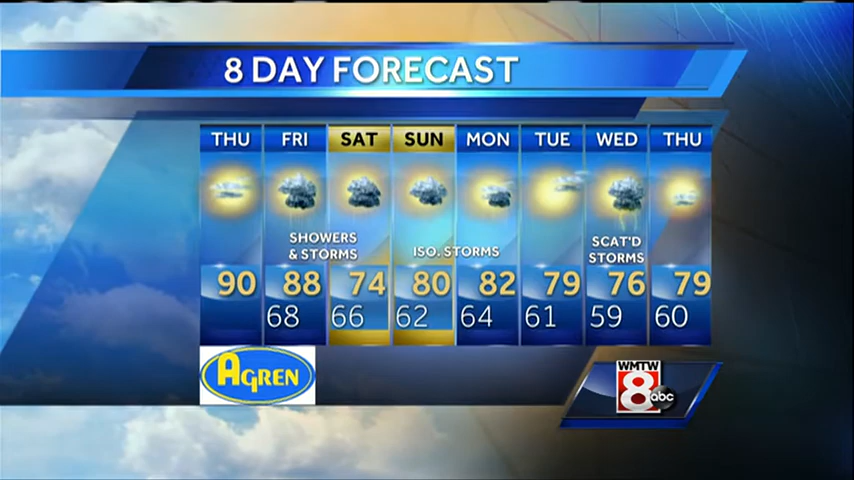 8 DAY FORECAST
THU FRI SAT SUN MON TUE WED THU
SHOWERS
& STORMS
ISO. STORMS
SCAT'D
STORMS
90 88 74 80 82 79 76 79
68 66 62 64 61 59 60
AGREN
WMTW
8 abc